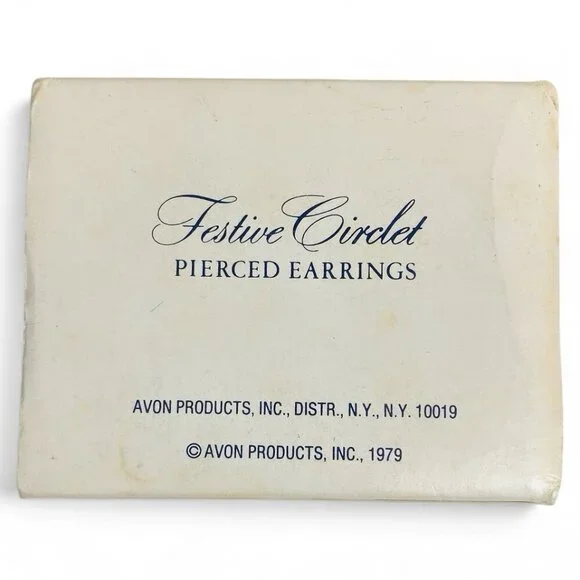 Festive Circlet
PIERCED EARRINGS
AVON PRODUCTS, INC., DISTR., N.Y., N.Y. 10019
© AVON PRODUCTS, INC., 1979